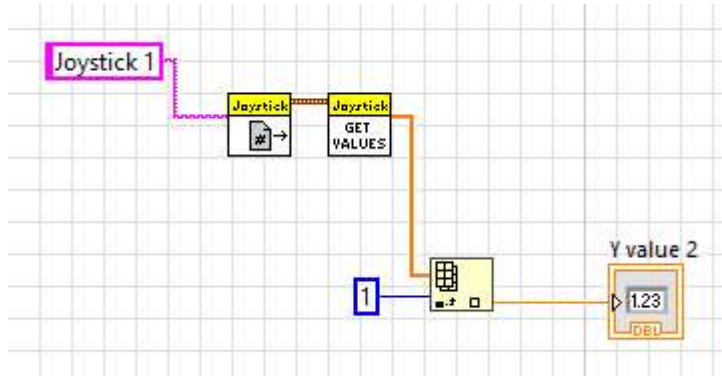 Joystick 1
Joystick
#
Joystick
GET
VALUES
1
Y value 2
1.23
DBL